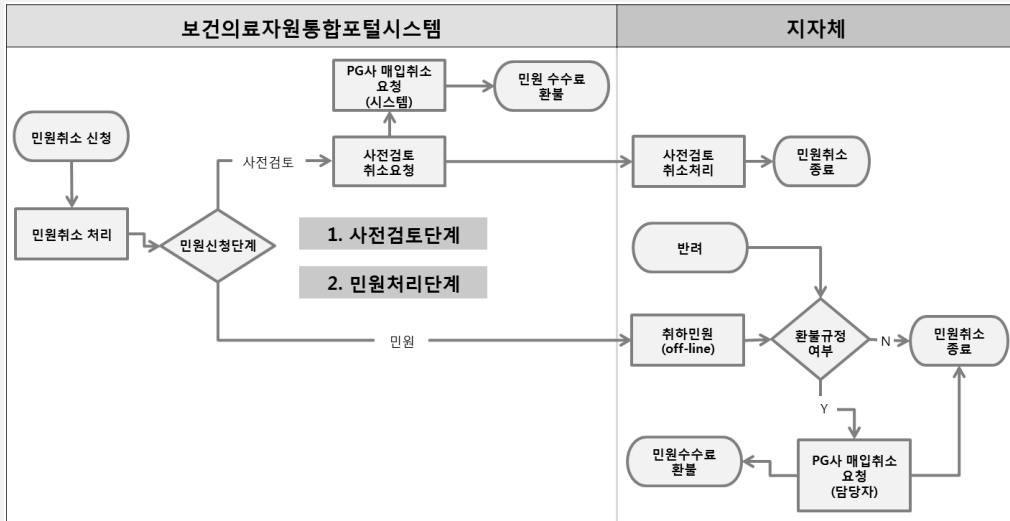 보건의료자원통합포털시스템
지자체
PG사 매입취소
요청
(시스템)
민원 수수료
환불
민원취소 신청
사전검토
사전검토
취소요청
사전검토
취소처리
민원취소
종료
민원취소 처리
민원신청단계
1. 사전검토단계
2. 민원처리단계
반려
민원
취하민원
(off-line)
환불규정
여부
N
민원취소
종료
Y
민원수수료
환불
PG사 매입취소
요청
(담당자)